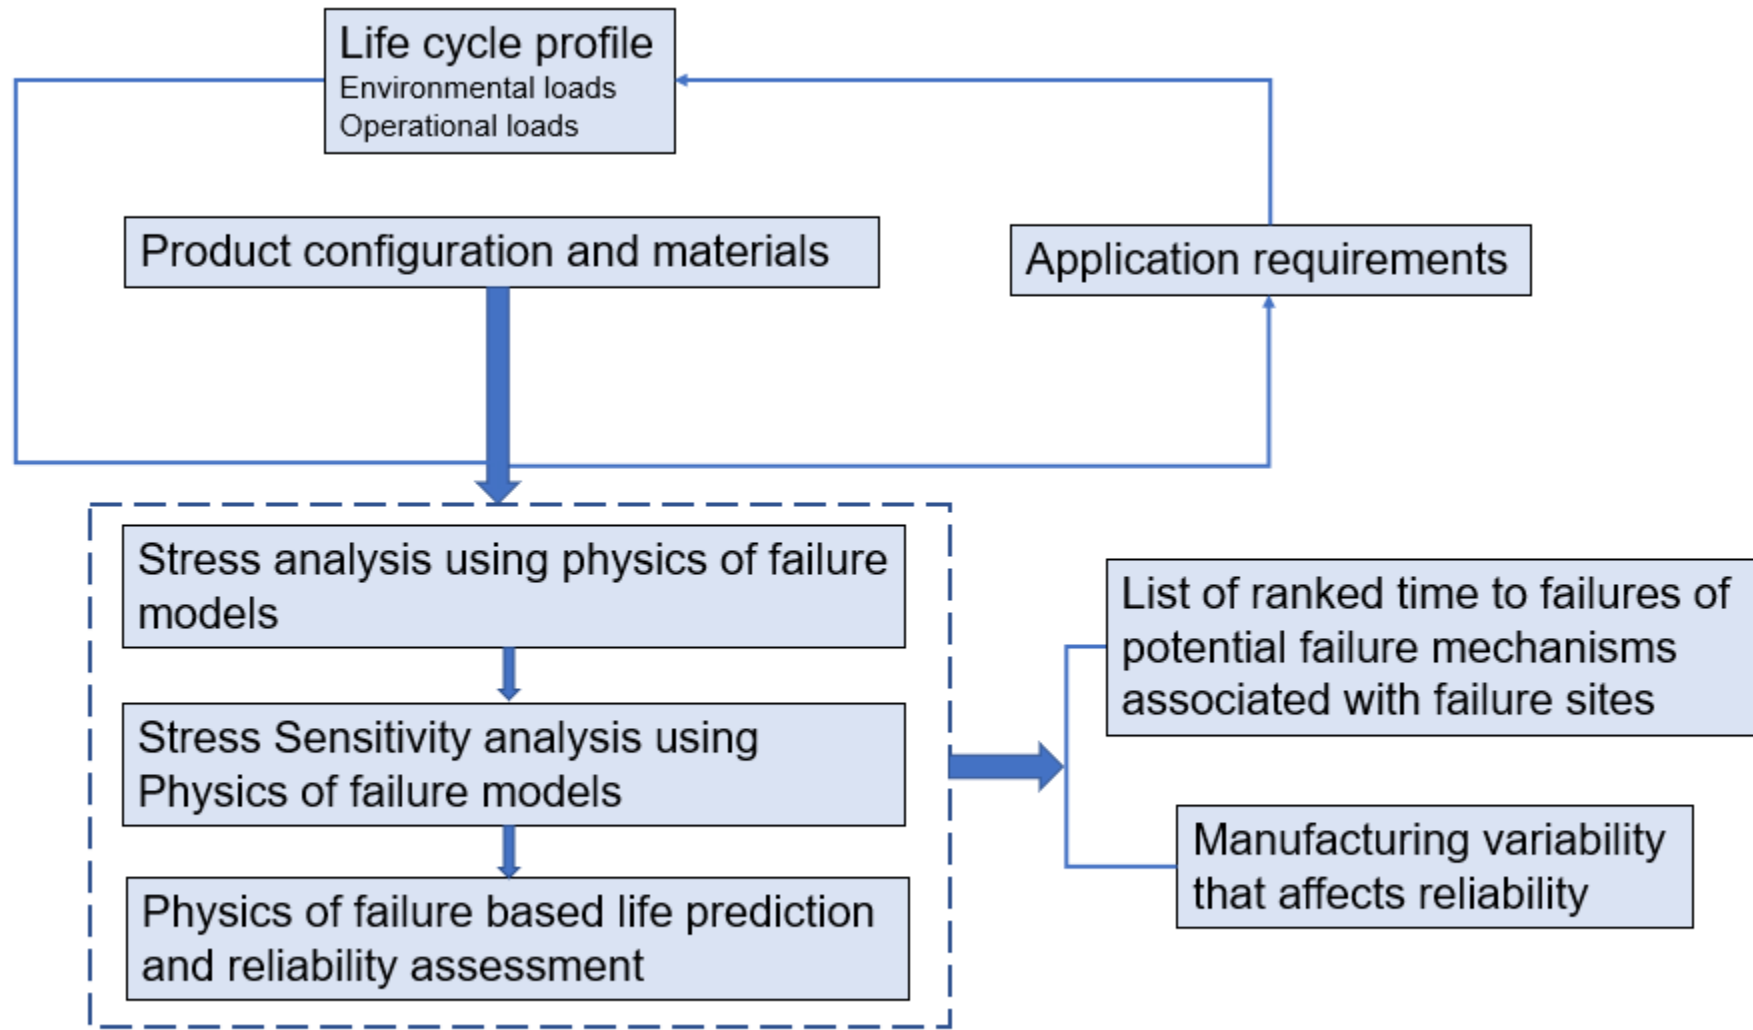 Life cycle profile
Environmental loads
Operational loads
Product configuration and materials
Application requirements
Stress analysis using physics of failure
models
Stress Sensitivity analysis using
Physics of failure models
Physics of failure based life prediction
and reliability assessment
List of ranked time to failures of
potential failure mechanisms
associated with failure sites
Manufacturing variability
that affects reliability